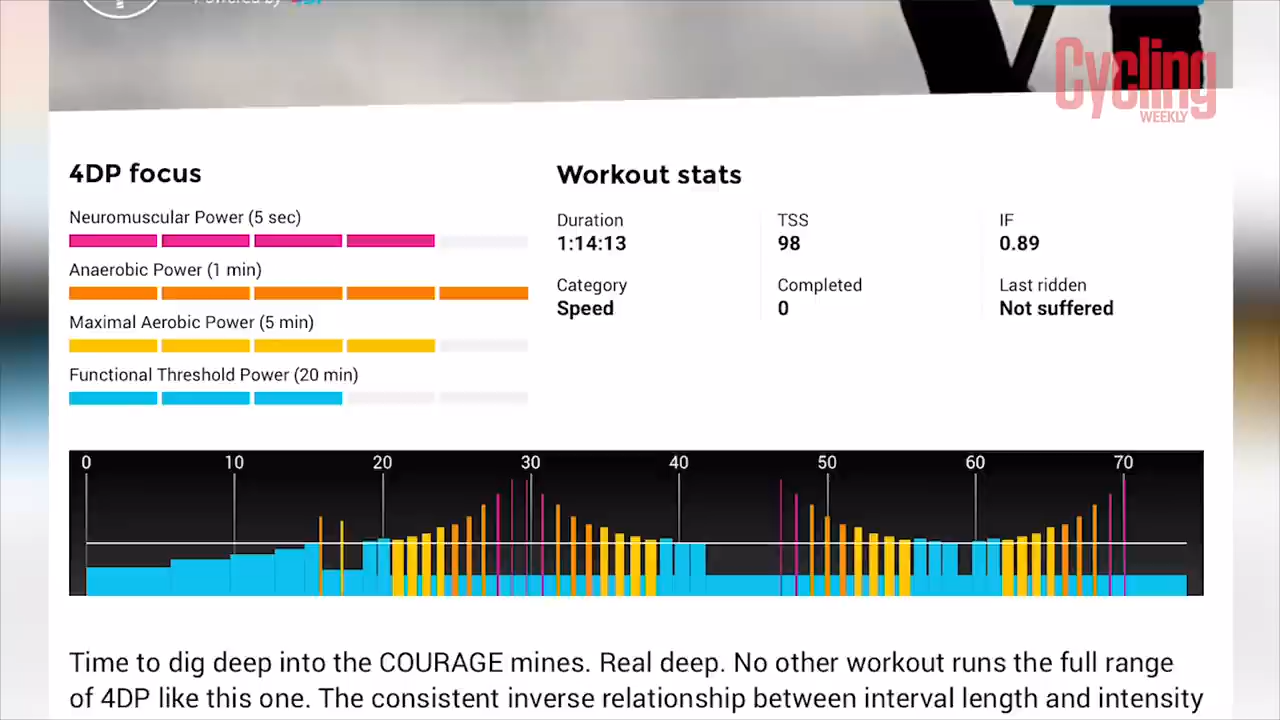 Powered by
Cycling
WEEKLY
4DP focus
Workout stats
Neuromuscular Power (5 sec)
Anaerobic Power (1 min)
Maximal Aerobic Power (5 min)
Functional Threshold Power (20 min)
Duration
1:14:13
TSS
98
IF
0.89
Category
Speed
Completed
0
Last ridden
Not suffered
0 10 20 30 40 50 60 70
Time to dig deep into the COURAGE mines. Real deep. No other workout runs the full range
of 4DP like this one. The consistent inverse relationship between interval length and intensity